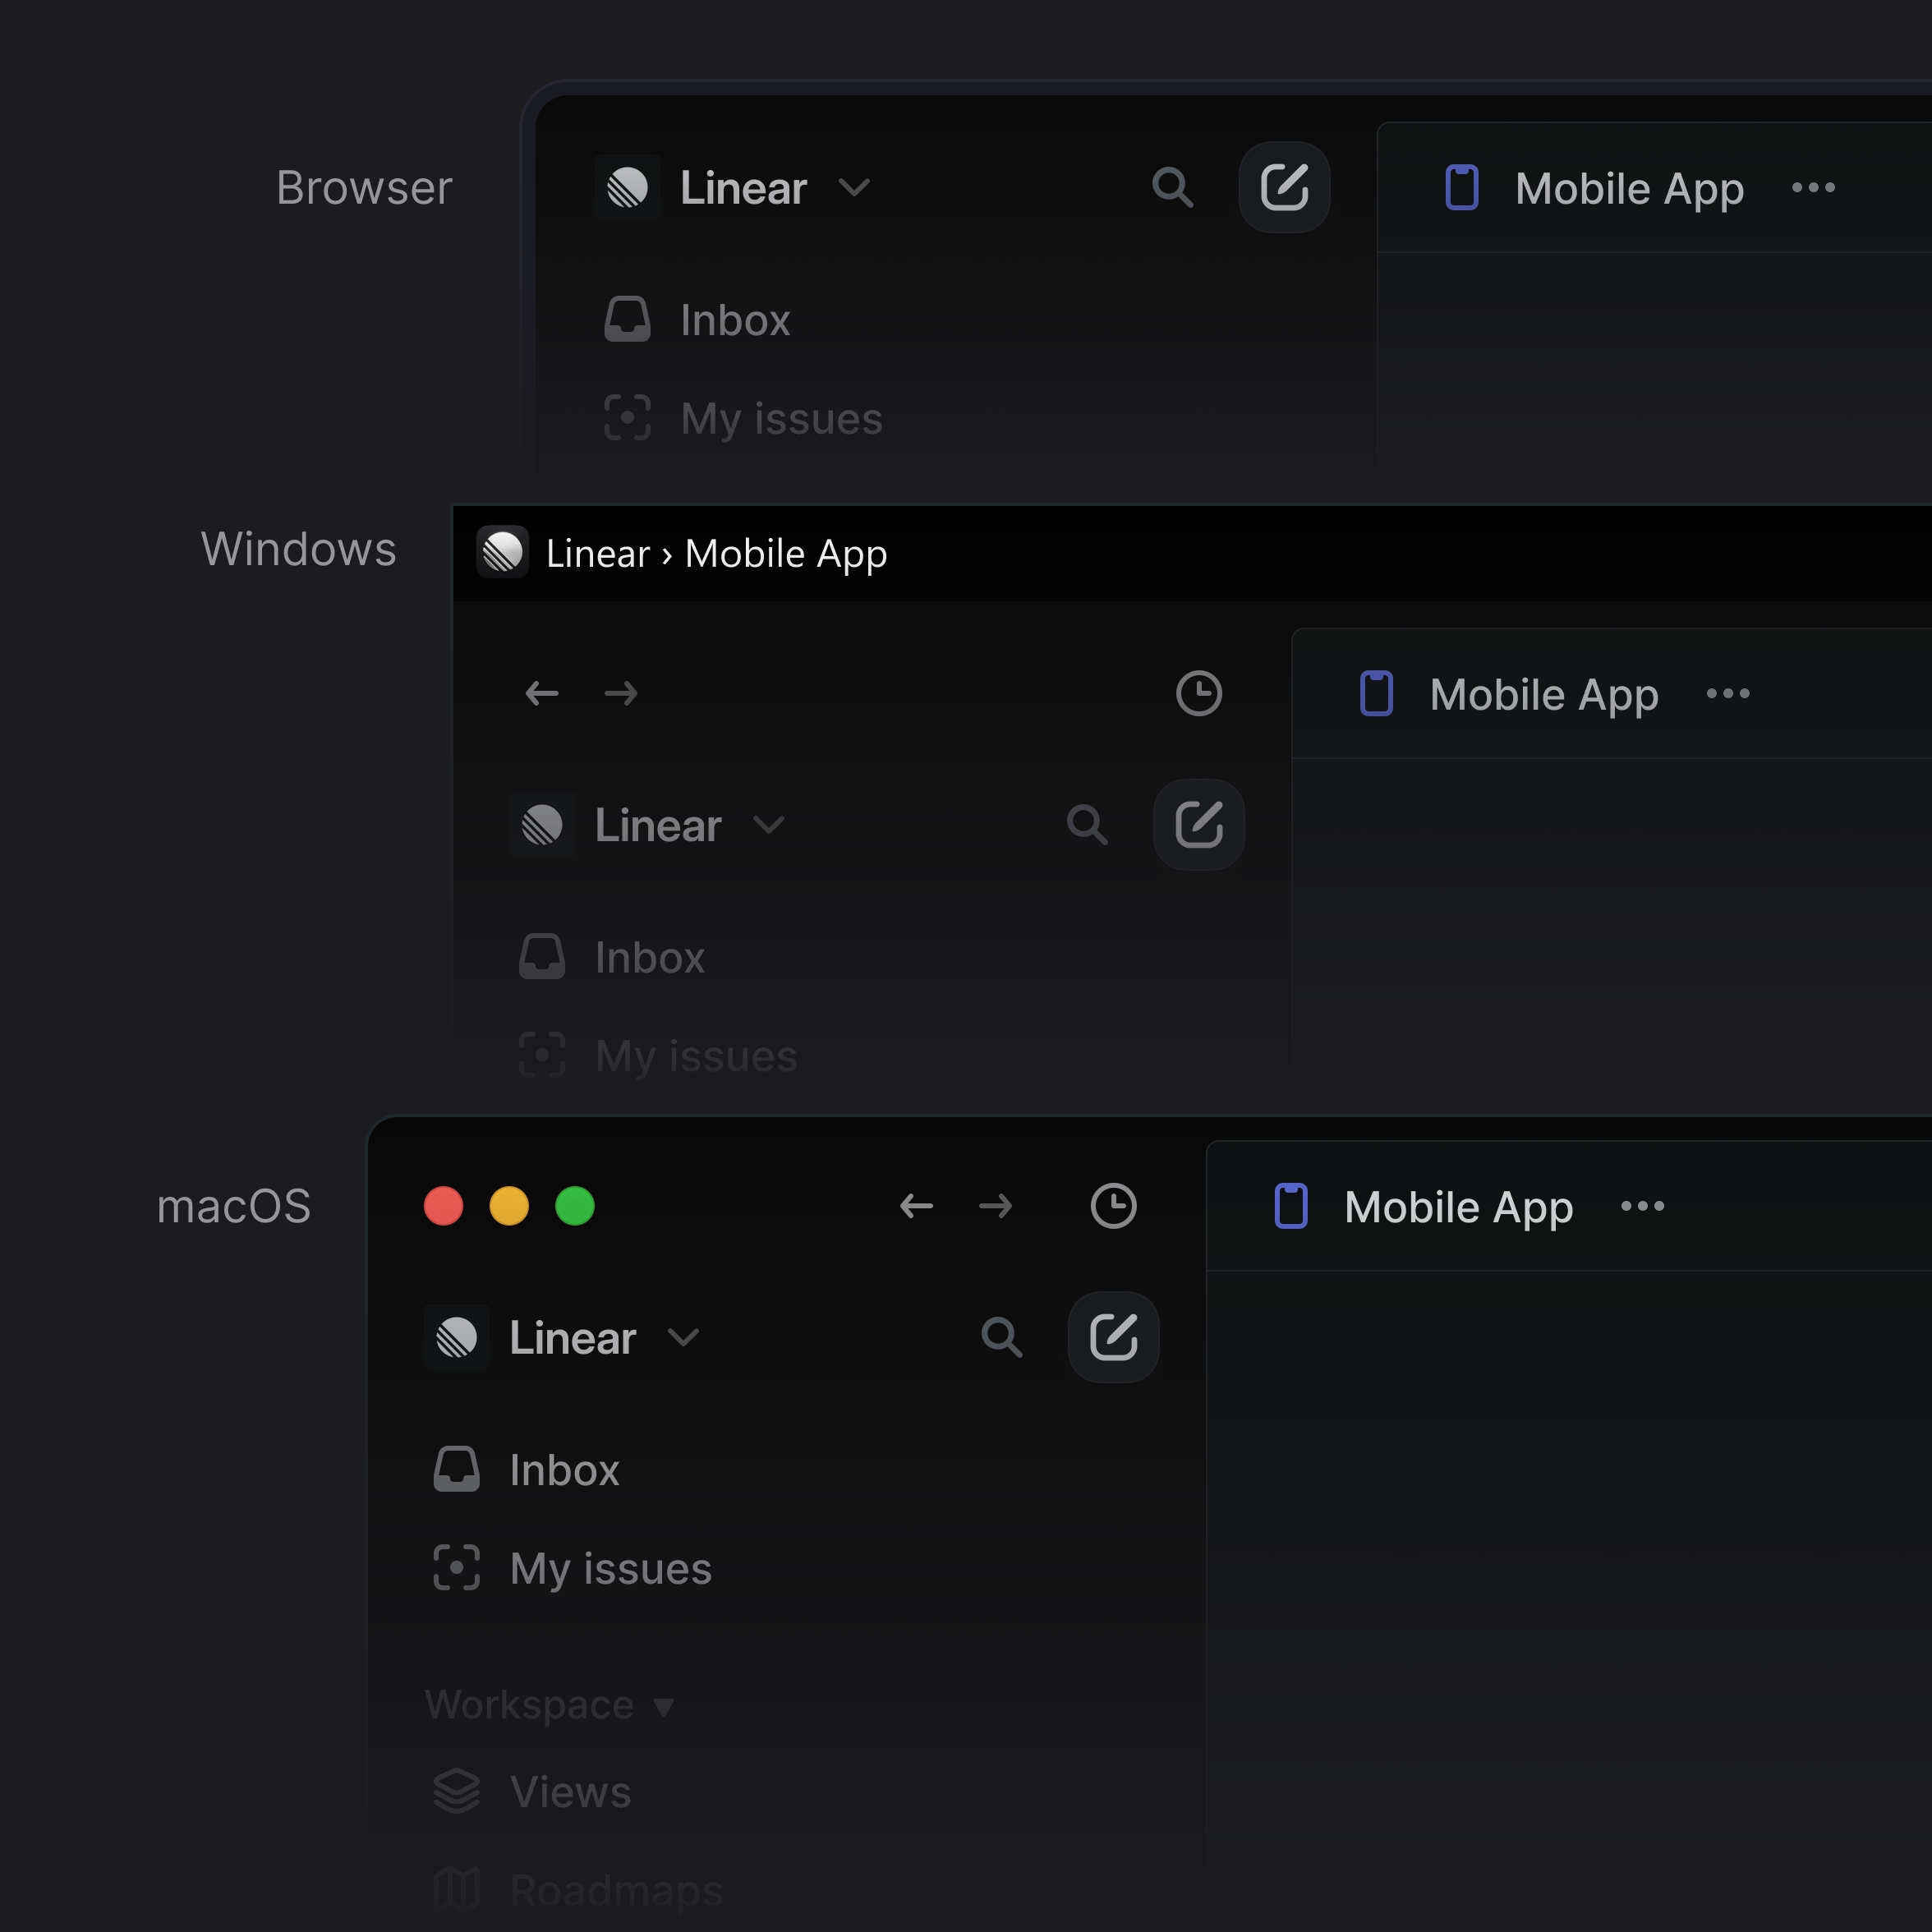 Browser
Linear
Mobile App
Inbox
My issues
Windows
Linear › Mobile App
Mobile App
Linear
Inbox
My issues
macOS
Mobile App
Linear
Inbox
My issues
Workspace
Views
Roadmaps